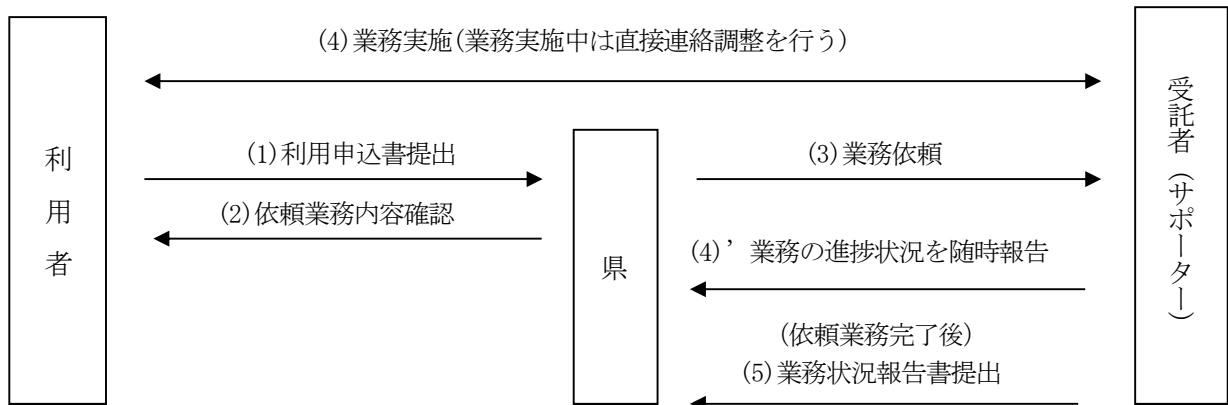 (4)業務実施(業務実施中は直接連絡調整を行う)
利用者
(1)利用申込書提出
(2)依頼業務内容確認
県
(3)業務依頼
(4)’業務の進捗状況を随時報告
(依頼業務完了後)
(5)業務状況報告書提出
受託者(サポーター)